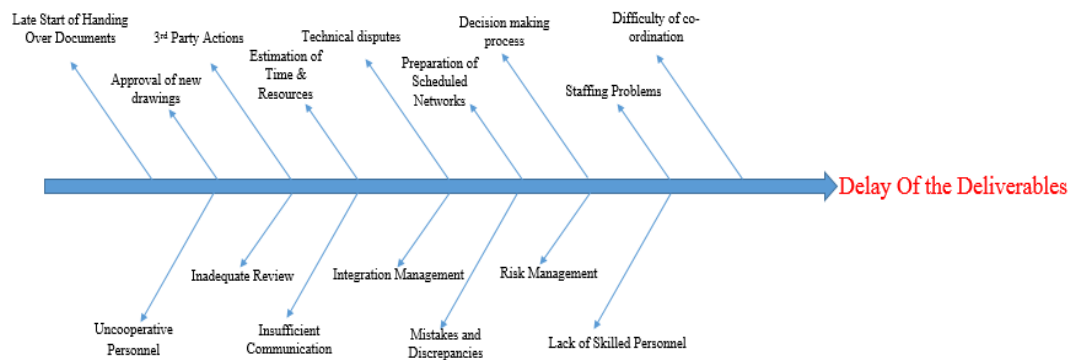 Late Start of Handing
Over Documents
3rd Party Actions
Technical disputes
Decision making
process
Difficulty of co-
ordination
Approval of new
drawings
Estimation of
Time &
Resources
Preparation of
Scheduled
Networks
Staffing Problems
Delay Of the Deliverables
Inadequate Review
Integration Management
Risk Management
Uncooperative
Personnel
Insufficient
Communication
Mistakes and
Discrepancies
Lack of Skilled Personnel